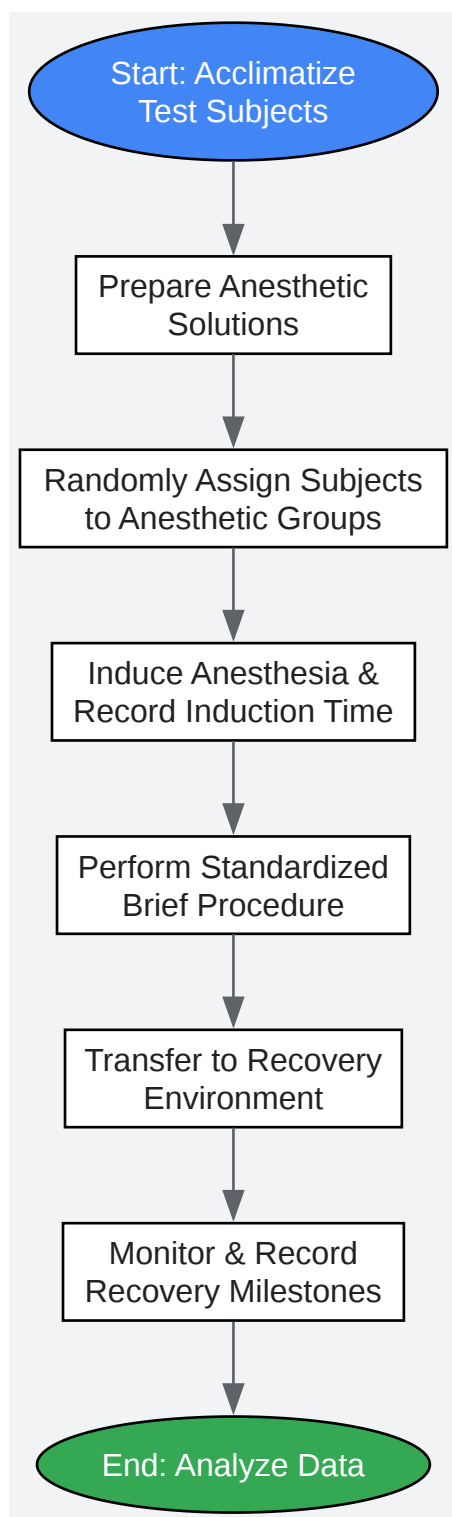 Start: Acclimatize
Test Subjects
Prepare Anesthetic
Solutions
Randomly Assign Subjects
to Anesthetic Groups
Induce Anesthesia &
Record Induction Time
Perform Standardized
Brief Procedure
Transfer to Recovery
Environment
Monitor & Record
Recovery Milestones
End: Analyze Data